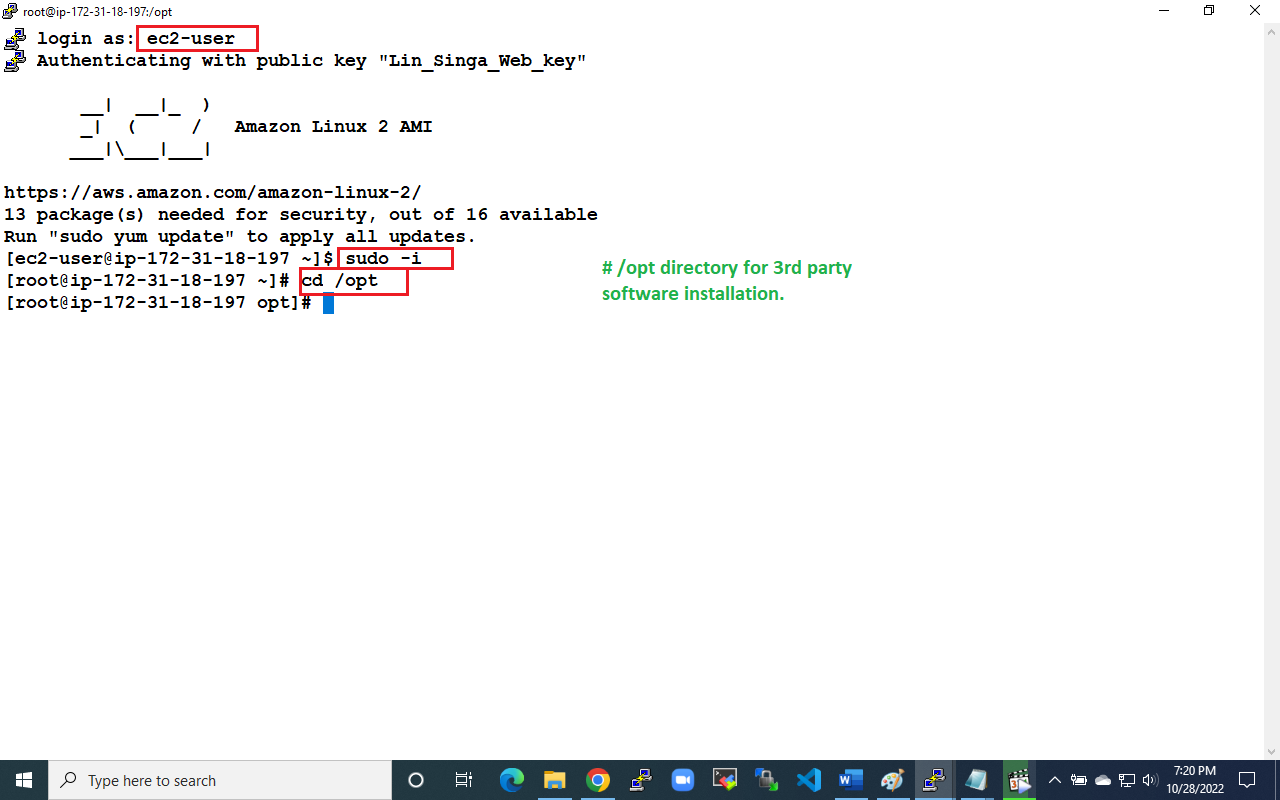 root@ip-172-31-18-197:/opt
login as: ec2-user
Authenticating with public key "Lin_Singa_Web_key"
__|  __|_  )
_|  (     /   Amazon Linux 2 AMI
___|\___|___|
https://aws.amazon.com/amazon-linux-2/
13 package(s) needed for security, out of 16 available
Run "sudo yum update" to apply all updates.
[ec2-user@ip-172-31-18-197 ~]$ sudo -i
[root@ip-172-31-18-197 ~]# cd /opt
[root@ip-172-31-18-197 opt]#
# /opt directory for 3rd party
software installation.
Type here to search
7:20 PM
10/28/2022